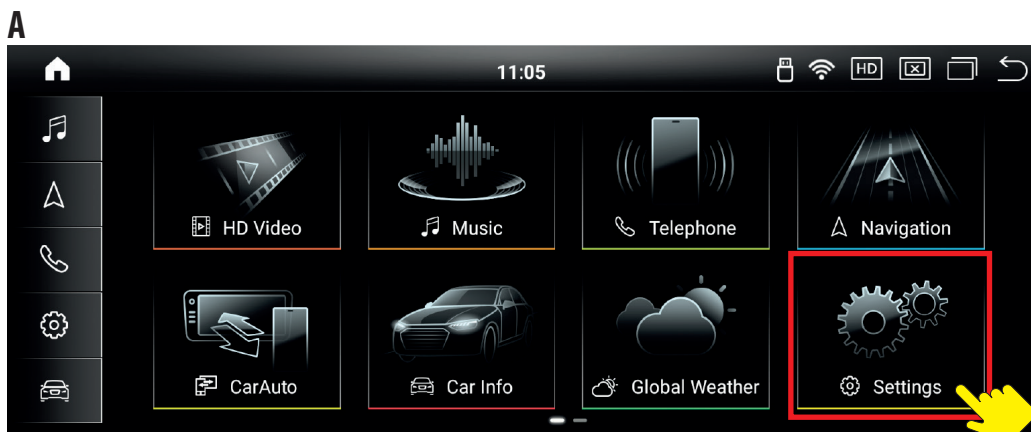 A
11:05
HD
HD Video
Music
Telephone
Navigation
CarAuto
Car Info
Global Weather
Settings